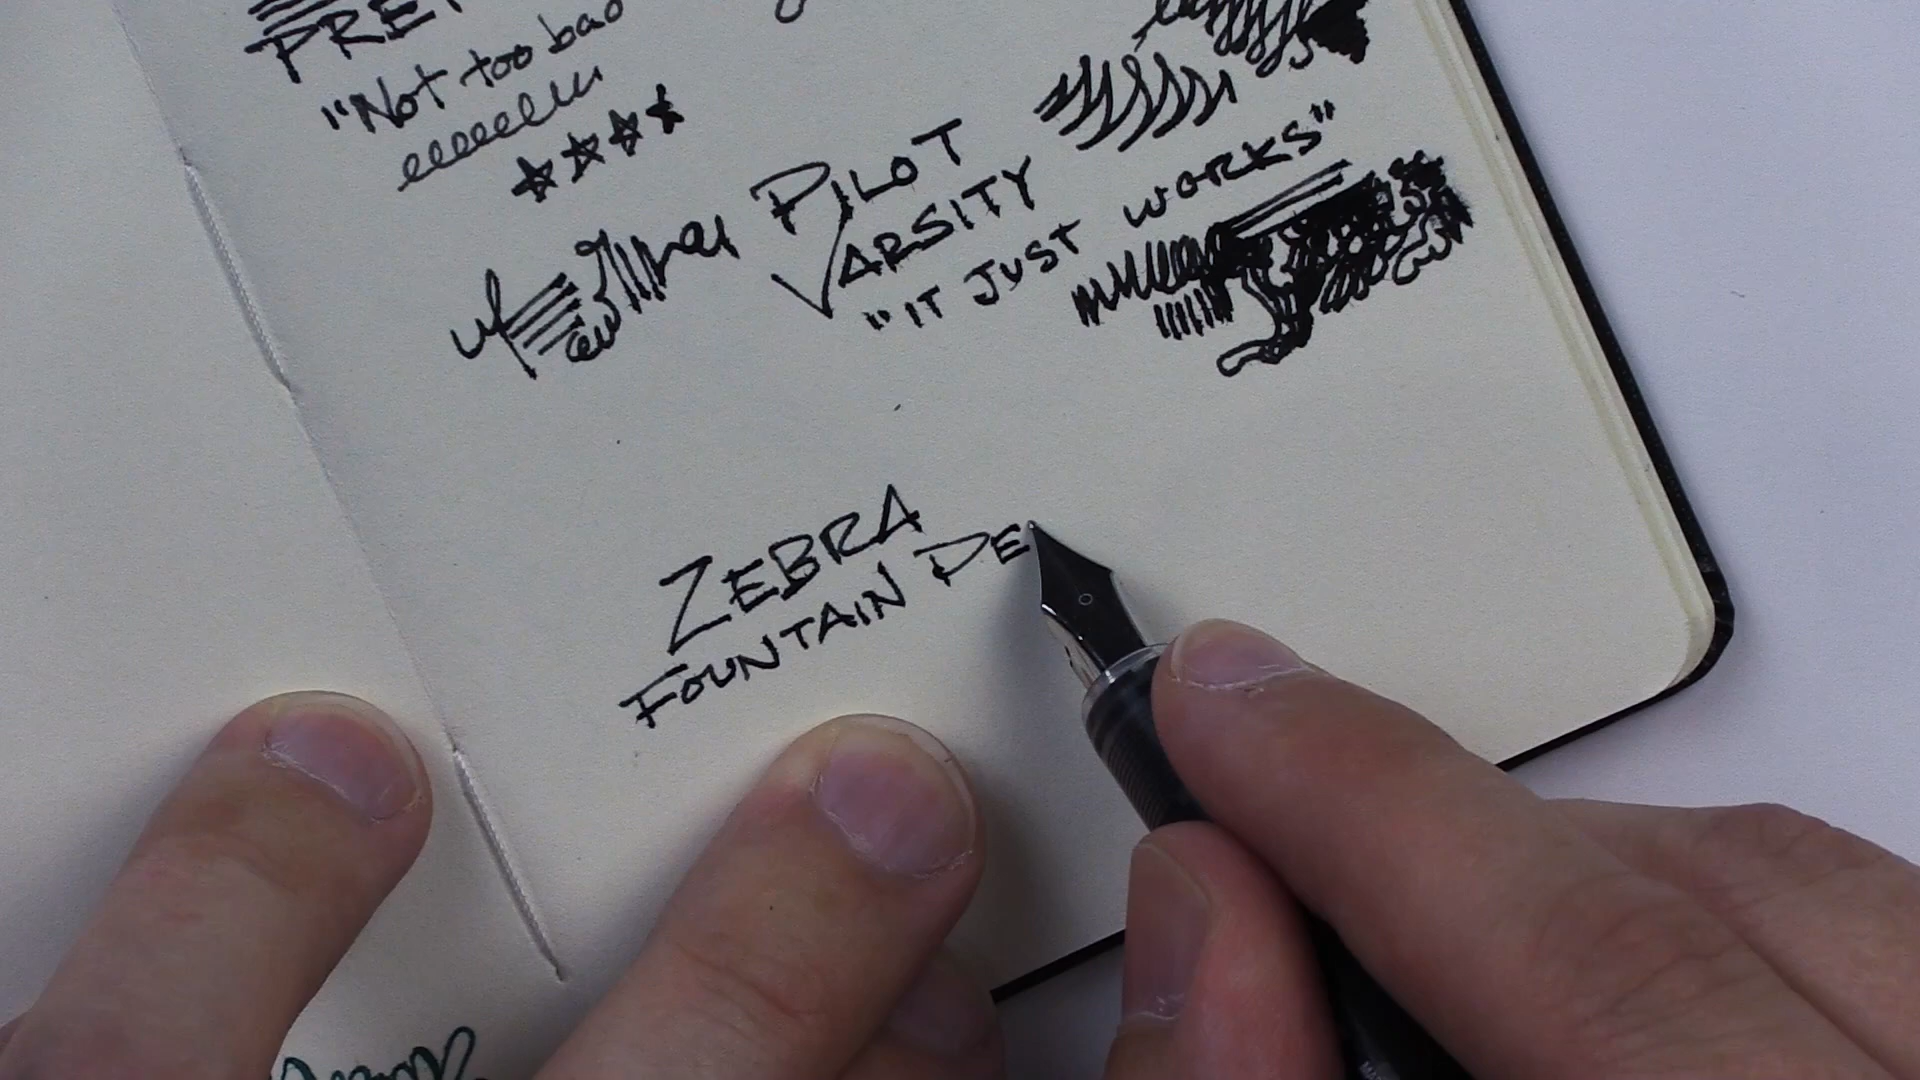 "Not too bad
PILOT
VARSITY
"IT JUST WORKS"
ZEBRA
FOUNTAIN PE